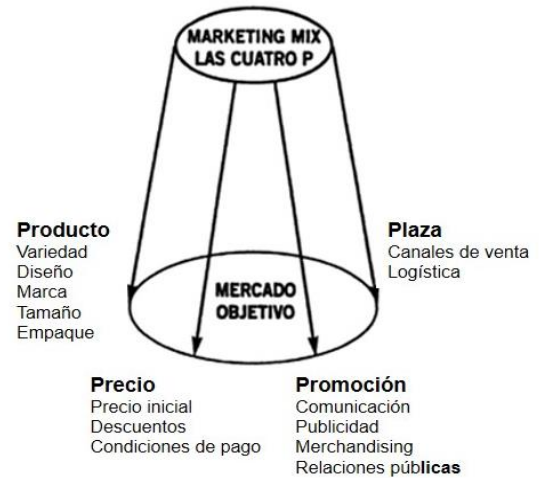 MARKETING MIX
LAS CUATRO P
Producto
Variedad
Diseño
Marca
Tamaño
Empaque
Plaza
Canales de venta
Logística
MERCADO
OBJETIVO
Precio
Precio inicial
Descuentos
Condiciones de pago
Promoción
Comunicación
Publicidad
Merchandising
Relaciones públicas